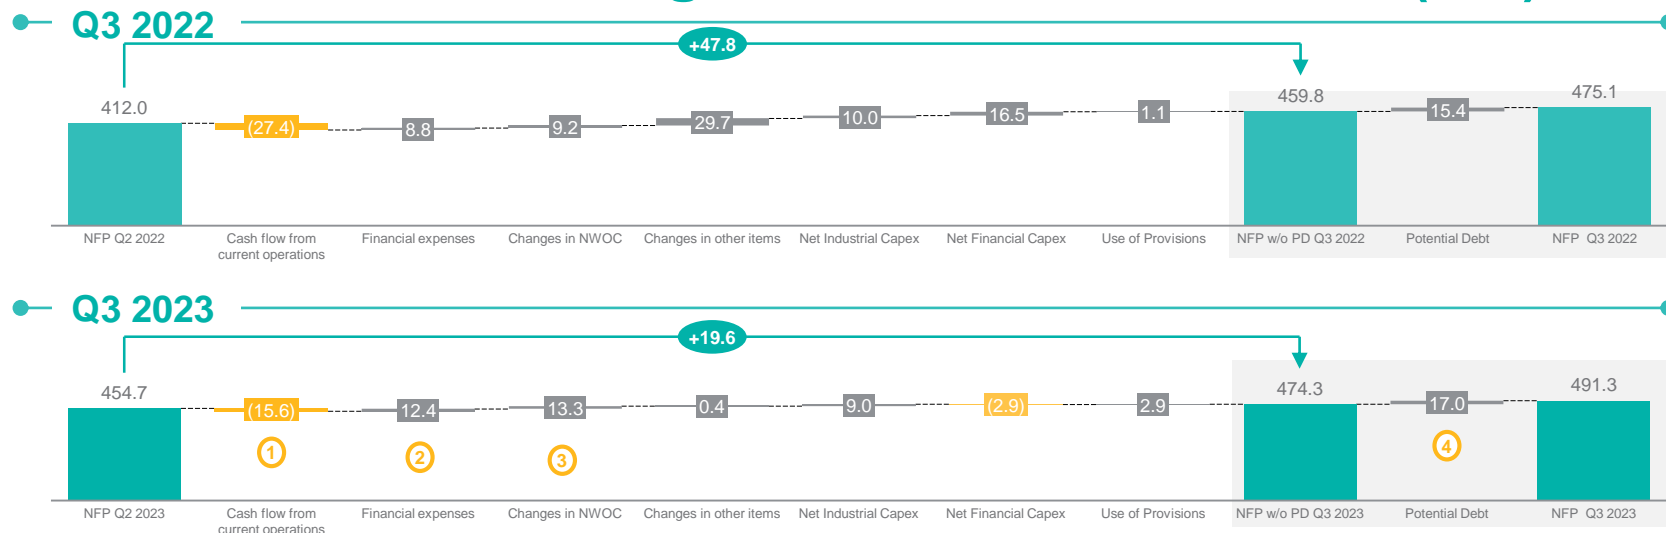 Q3 2022
+47.8
412.0
(27.4)
8.8
9.2
29.7
10.0
16.5
1.1
459.8
15.4
475.1
NFP Q2 2022
Cash flow from
current operations
Financial expenses
Changes in NWOC
Changes in other items
Net Industrial Capex
Net Financial Capex
Use of Provisions
NFP w/o PD Q3 2022
Potential Debt
NFP Q3 2022
Q3 2023
+19.6
454.7
(15.6)
12.4
13.3
0.4
9.0
(2.9)
2.9
474.3
17.0
491.3
1
2
3
4
NFP Q2 2023
Cash flow from
current operations
Financial expenses
Changes in NWOC
Changes in other items
Net Industrial Capex
Net Financial Capex
Use of Provisions
NFP w/o PD Q3 2023
Potential Debt
NFP Q3 2023